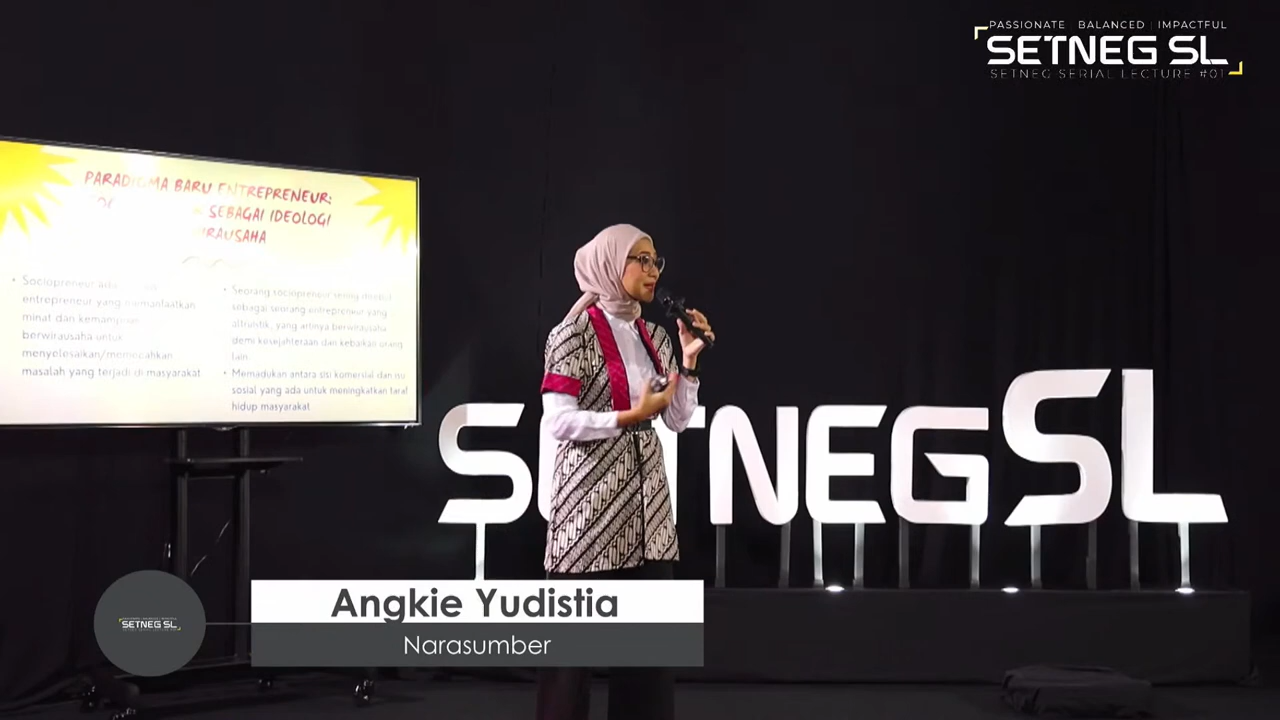 PASSIONATE | BALANCED | IMPACTFUL
SETNEG SL
SETNEG SERIAL LECTURE #01
PARADIGMA BARU ENTREPRENEUR:
SEBAGAI IDEOLOGI
Sociopreneur
entrepreneur yang memanfaatkan
minat dan
berwirausaha untuk
menyelesaikan/memecahkan
masalah yang terjadi di masyarakat
Seorang sociopreneur sering disebut
sebagai seorang entrepreneur yang
altruistik, yang artinya berwirausaha
demi kesejahteraan dan kebaikan orang
lain.
Memadukan antara sisi komersial dan isu
sosial yang ada untuk meningkatkan taraf
hidup masyarakat
SETNEG SL
Angkie Yudistia
Narasumber
SETNEG SL